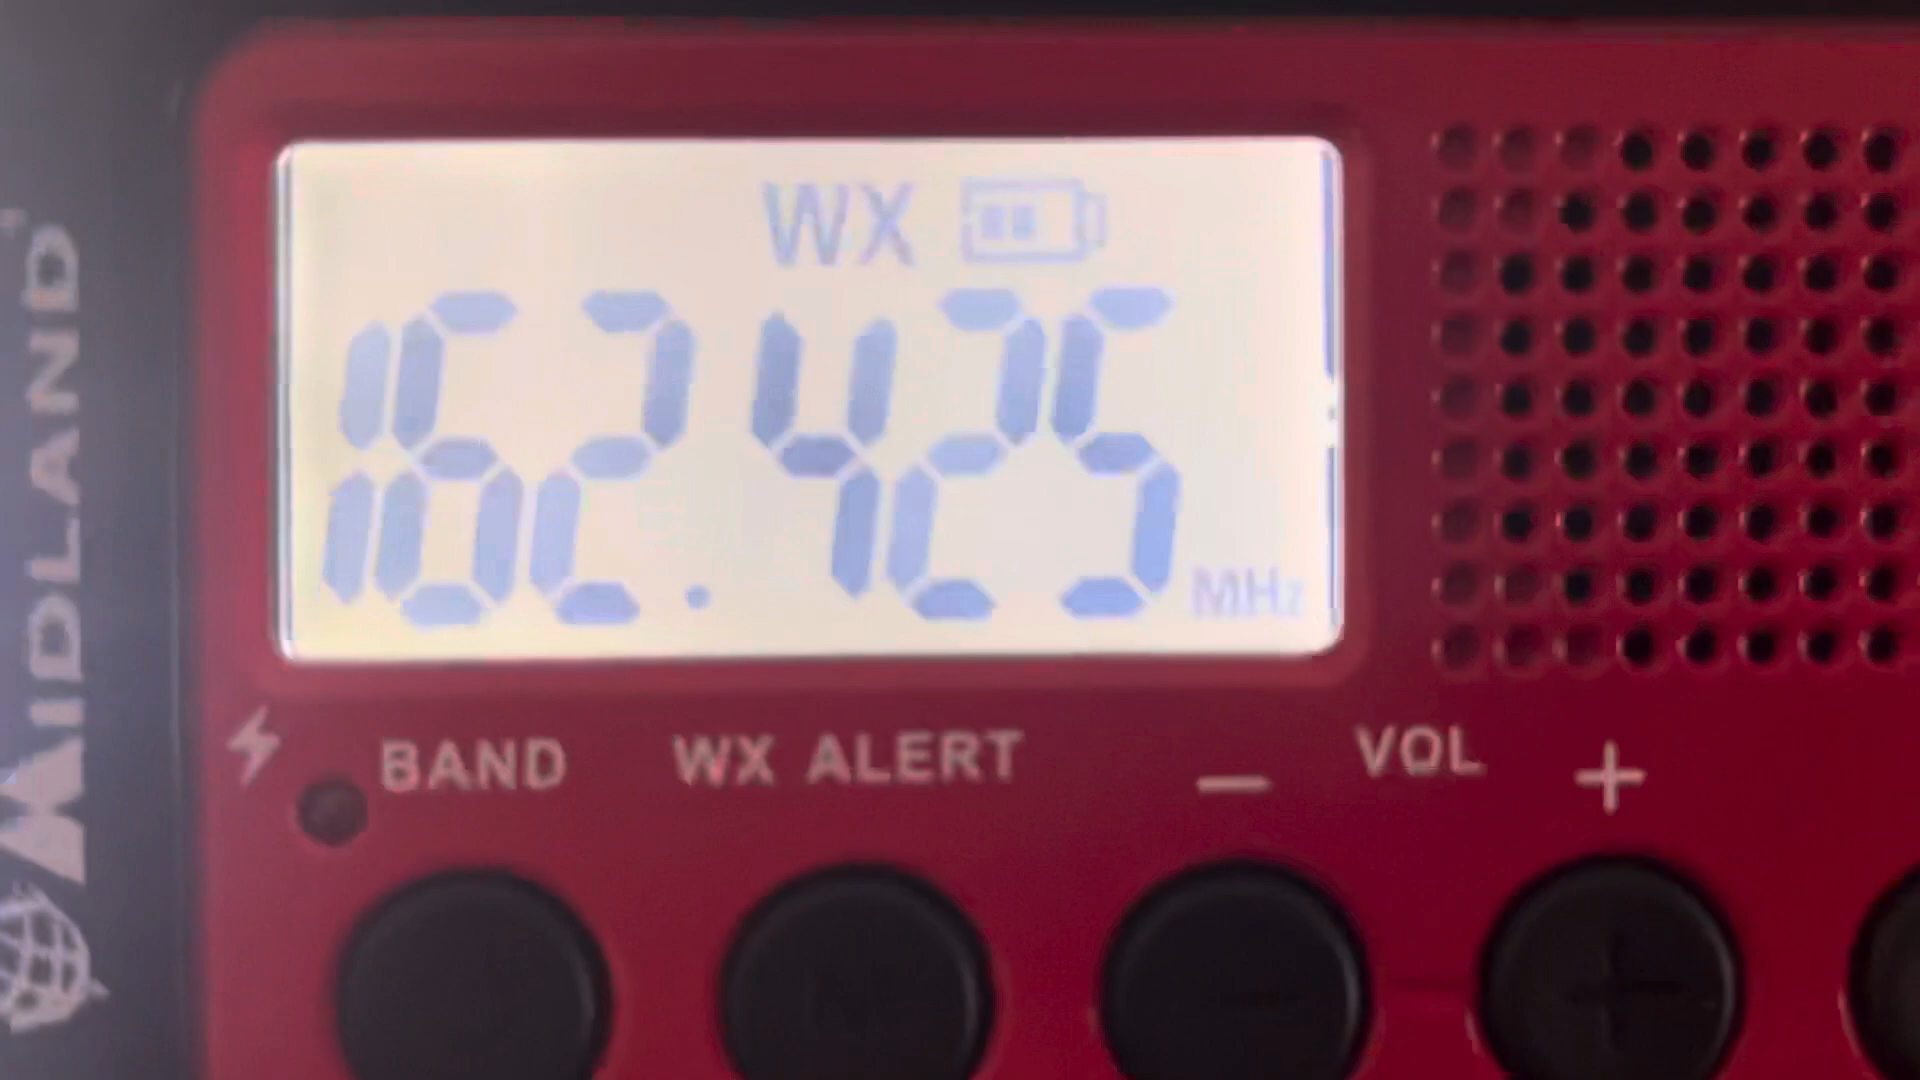 MIDLAND
WX
162.425 MHz
BAND WX ALERT − VOL +